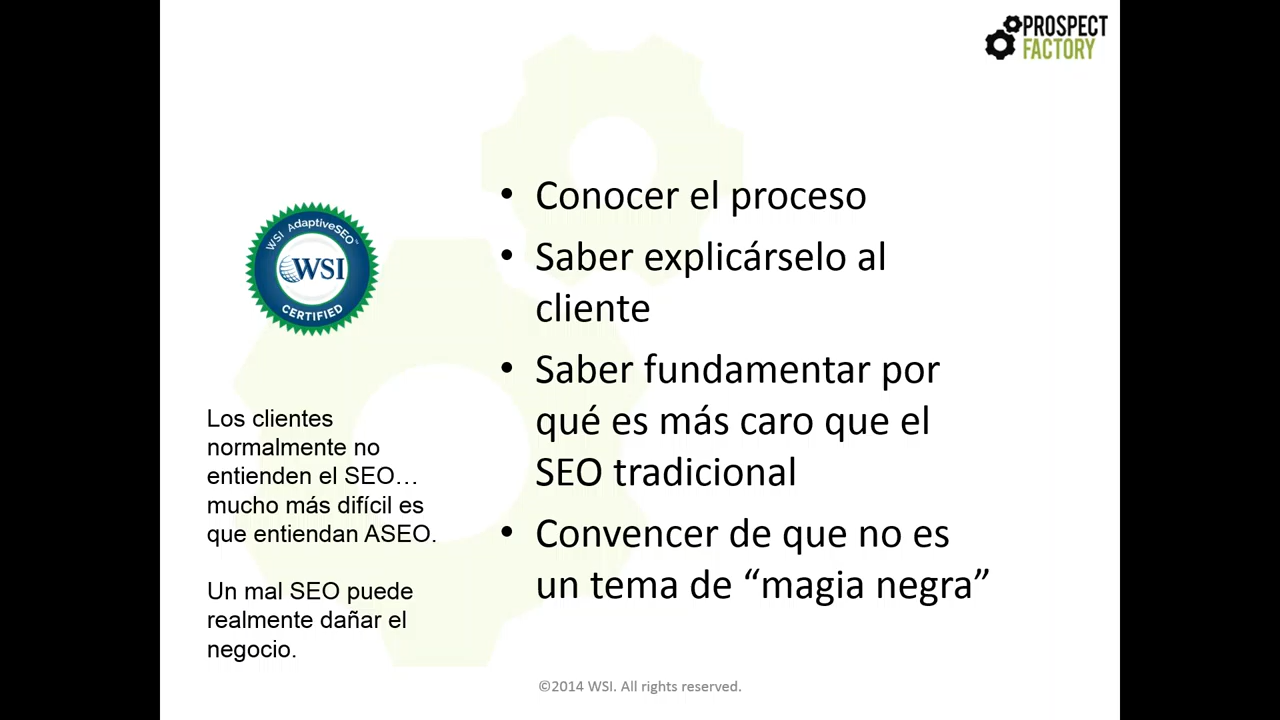 PROSPECT
FACTORY
WSI AdaptiveSEO™
WSI
CERTIFIED
Los clientes
normalmente no
entienden el SEO…
mucho más difícil es
que entiendan ASEO.
Un mal SEO puede
realmente dañar el
negocio.
• Conocer el proceso
• Saber explicárselo al
cliente
• Saber fundamentar por
qué es más caro que el
SEO tradicional
• Convencer de que no es
un tema de “magia negra”
©2014 WSI. All rights reserved.